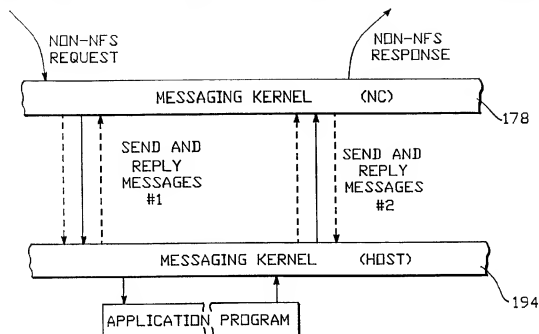 NON-NFS
REQUEST
NON-NFS
RESPONSE
MESSAGING KERNEL (NC)
178
SEND AND
REPLY
MESSAGES
#1
SEND AND
REPLY
MESSAGES
#2
MESSAGING KERNEL (HOST)
194
APPLICATION PROGRAM